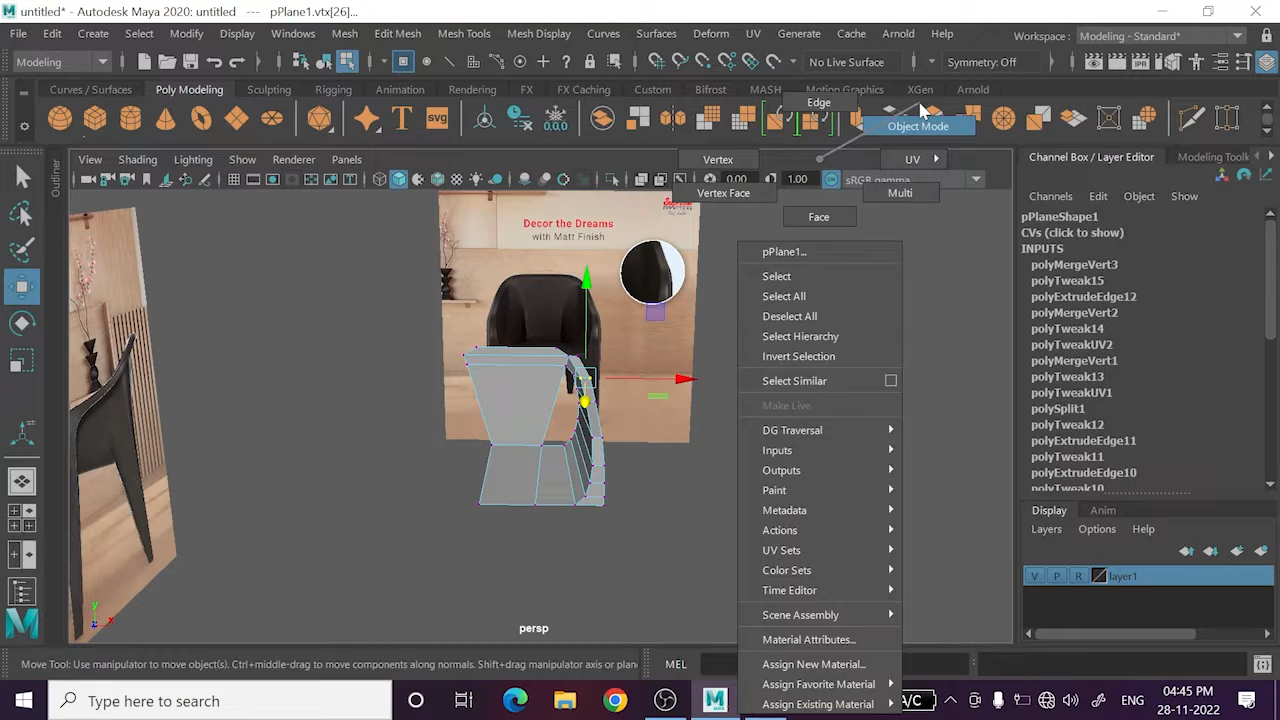 untitled* - Autodesk Maya 2020: untitled --- pPlane1.vtx[26]...
File Edit Create Select Modify Display Windows Mesh Edit Mesh Mesh Tools Mesh Display Curves Surfaces Deform UV Generate Cache Arnold Help Workspace : Modeling - Standard*
Modeling No Live Surface Symmetry: Off
Curves / Surfaces Poly Modeling Sculpting Rigging Animation Rendering FX FX Caching Custom Bifrost MASH Motion Graphics XGen Arnold
Edge
T svg 0,0,0
Object Mode
View Shading Lighting Show Renderer Panels
Vertex UV
Channel Box / Layer Editor Modeling Toolk
Outliner
0.00 1.00 sRGB gamma
Vertex Face Multi
Channels Edit Object Show
Face
pPlaneShape1
CVs (click to show)
INPUTS
polyMergeVert3
polyTweak15
polyExtrudeEdge12
polyMergeVert2
polyTweak14
polyTweakUV2
polyMergeVert1
polyTweak13
polyTweakUV1
polySplit1
polyTweak12
polyExtrudeEdge11
polyTweak11
polyExtrudeEdge10
polyTweak10
Decor the Dreams
with Matt Finish
pPlane1...
Select
Select All
Deselect All
Select Hierarchy
Invert Selection
Select Similar
Make Live
DG Traversal
Inputs
Outputs
Paint
Metadata
Actions
UV Sets
Color Sets
Time Editor
Scene Assembly
Material Attributes...
Assign New Material...
Assign Favorite Material
Assign Existing Material
Display Anim
Layers Options Help
V P R layer1
y
x
persp
Move Tool: Use manipulator to move object(s). Ctrl+middle-drag to move components along normals. Shift+drag manipulator axis or plane
MEL
Type here to search
ENG
04:45 PM
28-11-2022